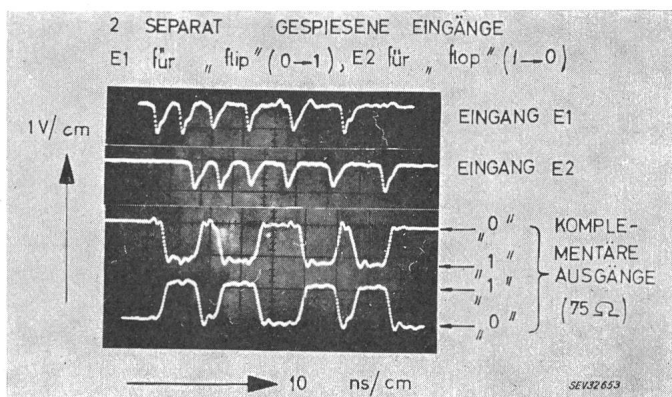 2 SEPARAT GESPIESENE EINGÄNGE
E1 für „ flip " (0→1), E2 für „ flop " (1→0)
1V/cm
EINGANG E1
EINGANG E2
„ 0 "
„ 1 "
„ 1 "
„ 0 "
KOMPLE-
MENTÄRE
AUSGÄNGE
(75 Ω)
10 ns/cm
SEV32653